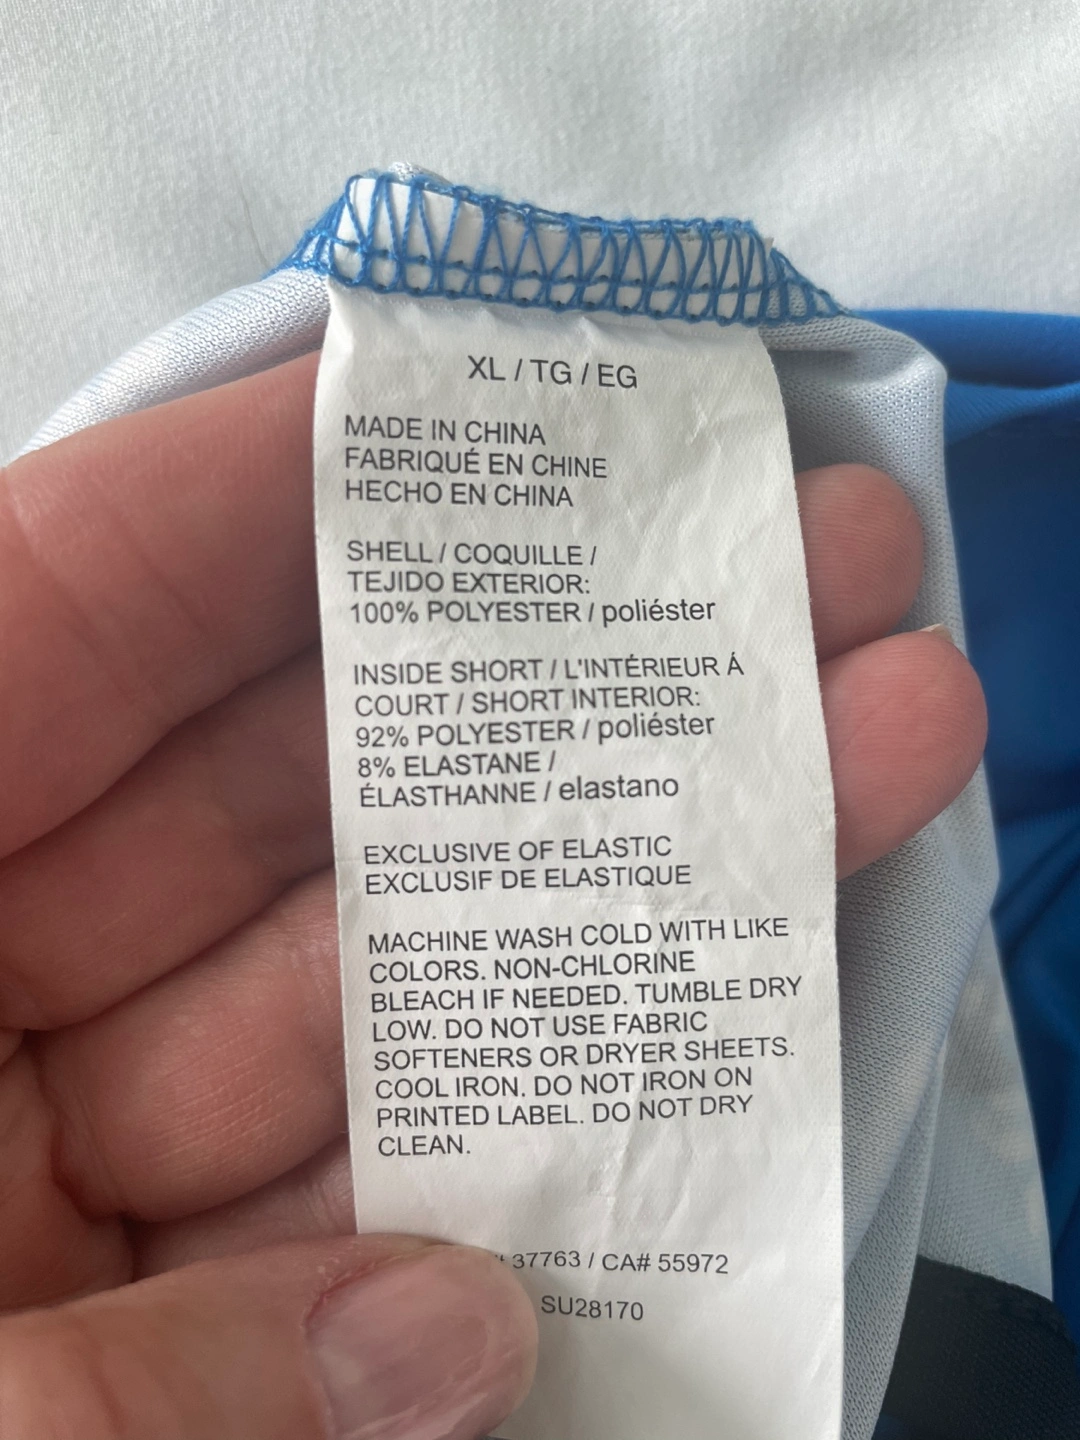 XL / TG / EG
MADE IN CHINA
FABRIQUÉ EN CHINE
HECHO EN CHINA
SHELL / COQUILLE /
TEJIDO EXTERIOR:
100% POLYESTER / poliéster
INSIDE SHORT / L'INTÉRIEUR Á
COURT / SHORT INTERIOR:
92% POLYESTER / poliéster
8% ELASTANE /
ÉLASTHANNE / elastano
EXCLUSIVE OF ELASTIC
EXCLUSIF DE ELASTIQUE
MACHINE WASH COLD WITH LIKE
COLORS. NON-CHLORINE
BLEACH IF NEEDED. TUMBLE DRY
LOW. DO NOT USE FABRIC
SOFTENERS OR DRYER SHEETS.
COOL IRON. DO NOT IRON ON
PRINTED LABEL. DO NOT DRY
CLEAN.
37763 / CA# 55972
SU28170